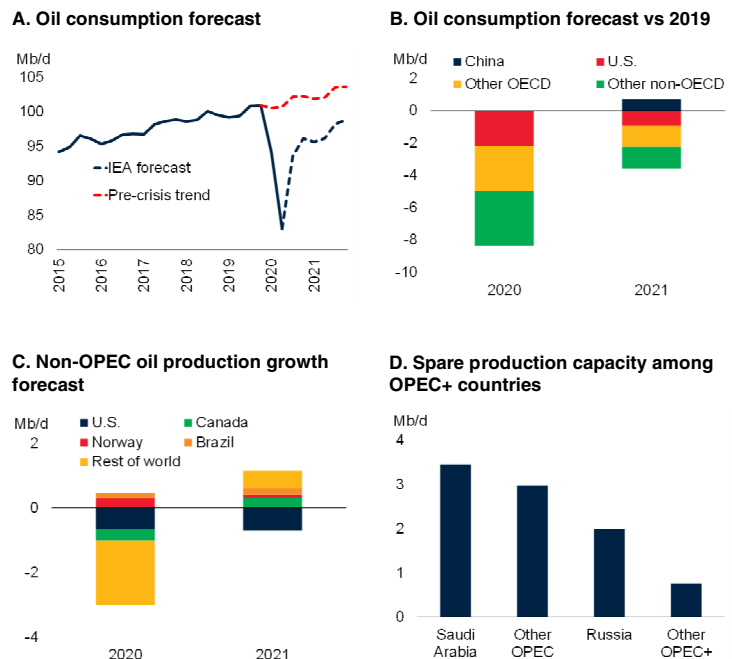 A. Oil consumption forecast
Mb/d
105
100
95
90
85
80
IEA forecast
Pre-crisis trend
2015
2016
2017
2018
2019
2020
2021
B. Oil consumption forecast vs 2019
Mb/d
China
U.S.
Other OECD
Other non-OECD
2
0
-2
-4
-6
-8
-10
2020
2021
C. Non-OPEC oil production growth
forecast
Mb/d
U.S.
Canada
Norway
Brazil
Rest of world
2
0
-2
-4
2020
2021
D. Spare production capacity among
OPEC+ countries
Mb/d
4
3
2
1
0
Saudi
Arabia
Other
OPEC
Russia
Other
OPEC+